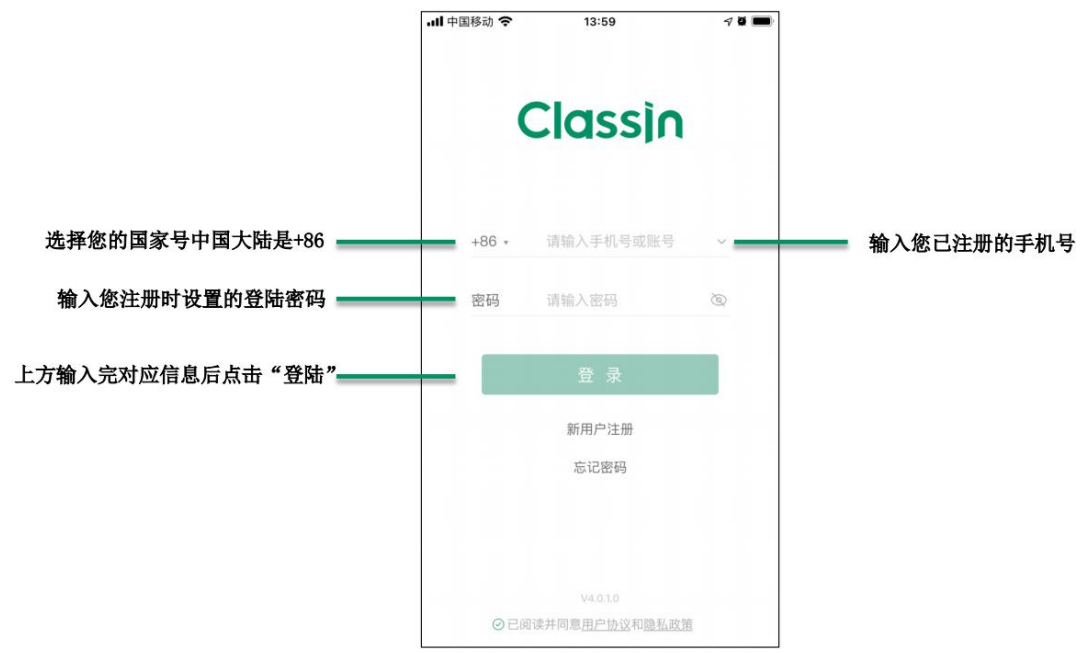 中国移动 13:59
ClassIn
选择您的国家号中国大陆是+86
+86 请输入手机号或账号
输入您已注册的手机号
输入您注册时设置的登陆密码
密码 请输入密码
上方输入完对应信息后点击“登陆”
登 录
新用户注册
忘记密码
V4.0.1.0
已阅读并同意用户协议和隐私政策